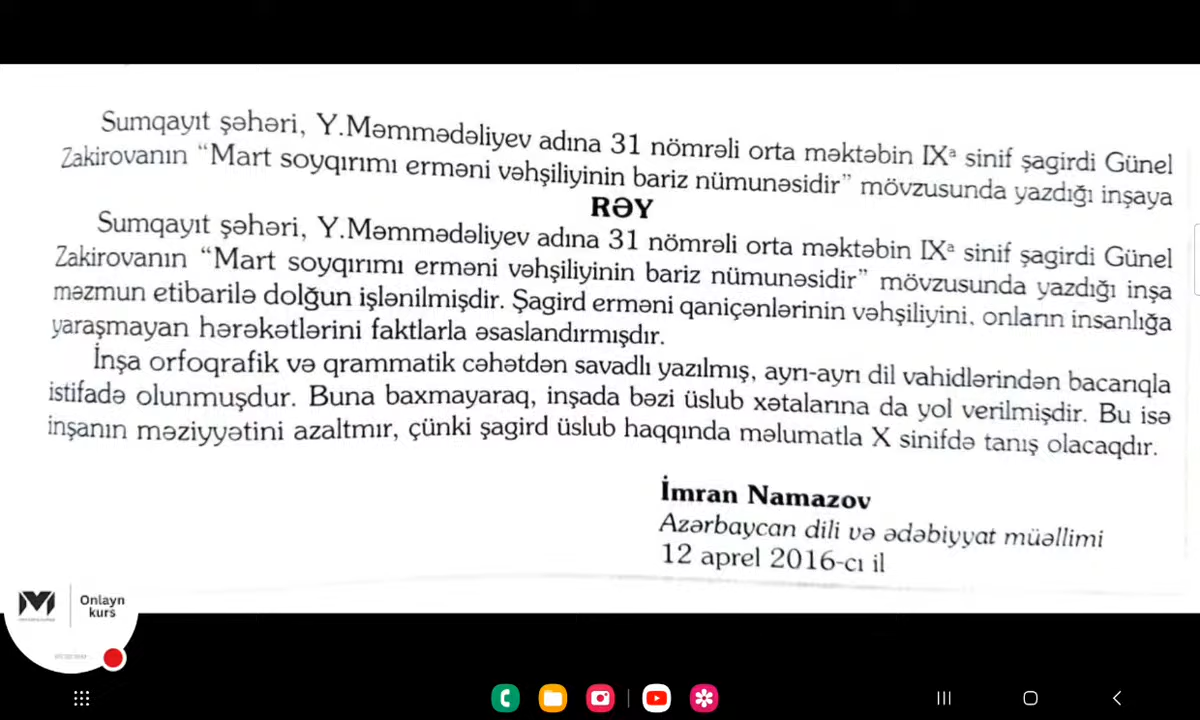 Sumqayıt şəhəri, Y.Məmmədəliyev adına 31 nömrəli orta məktəbin IXᵃ sinif şagirdi Günel
Zakirovanın “Mart soyqırımı erməni vəhşiliyinin bariz nümunəsidir” mövzusunda yazdığı inşaya
RƏY
Sumqayıt şəhəri, Y.Məmmədəliyev adına 31 nömrəli orta məktəbin IXᵃ sinif şagirdi Günel
Zakirovanın “Mart soyqırımı erməni vəhşiliyinin bariz nümunəsidir” mövzusunda yazdığı inşa
məzmun etibarilə dolğun işlənilmişdir. Şagird erməni qaniçənlərinin vəhşiliyini, onların insanlığa
yaraşmayan hərəkətlərini faktlarla əsaslandırmışdır.
İnşa orfoqrafik və qrammatik cəhətdən savadlı yazılmış, ayrı-ayrı dil vahidlərindən bacarıqla
istifadə olunmuşdur. Buna baxmayaraq, inşada bəzi üslub xətalarına da yol verilmişdir. Bu isə
inşanın məziyyətini azaltmır, çünki şagird üslub haqqında məlumatla X sinifdə tanış olacaqdır.
İmran Namazov
Azərbaycan dili və ədəbiyyat müəllimi
12 aprel 2016-cı il
Onlayn
kurs